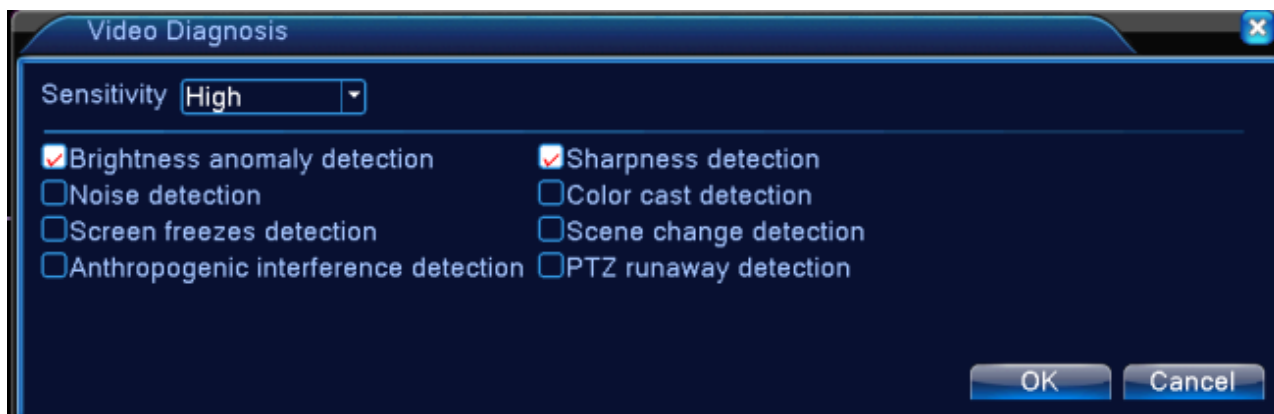 Video Diagnosis
Sensitivity High
Brightness anomaly detection Sharpness detection
Noise detection Color cast detection
Screen freezes detection Scene change detection
Anthropogenic interference detection PTZ runaway detection
OK Cancel